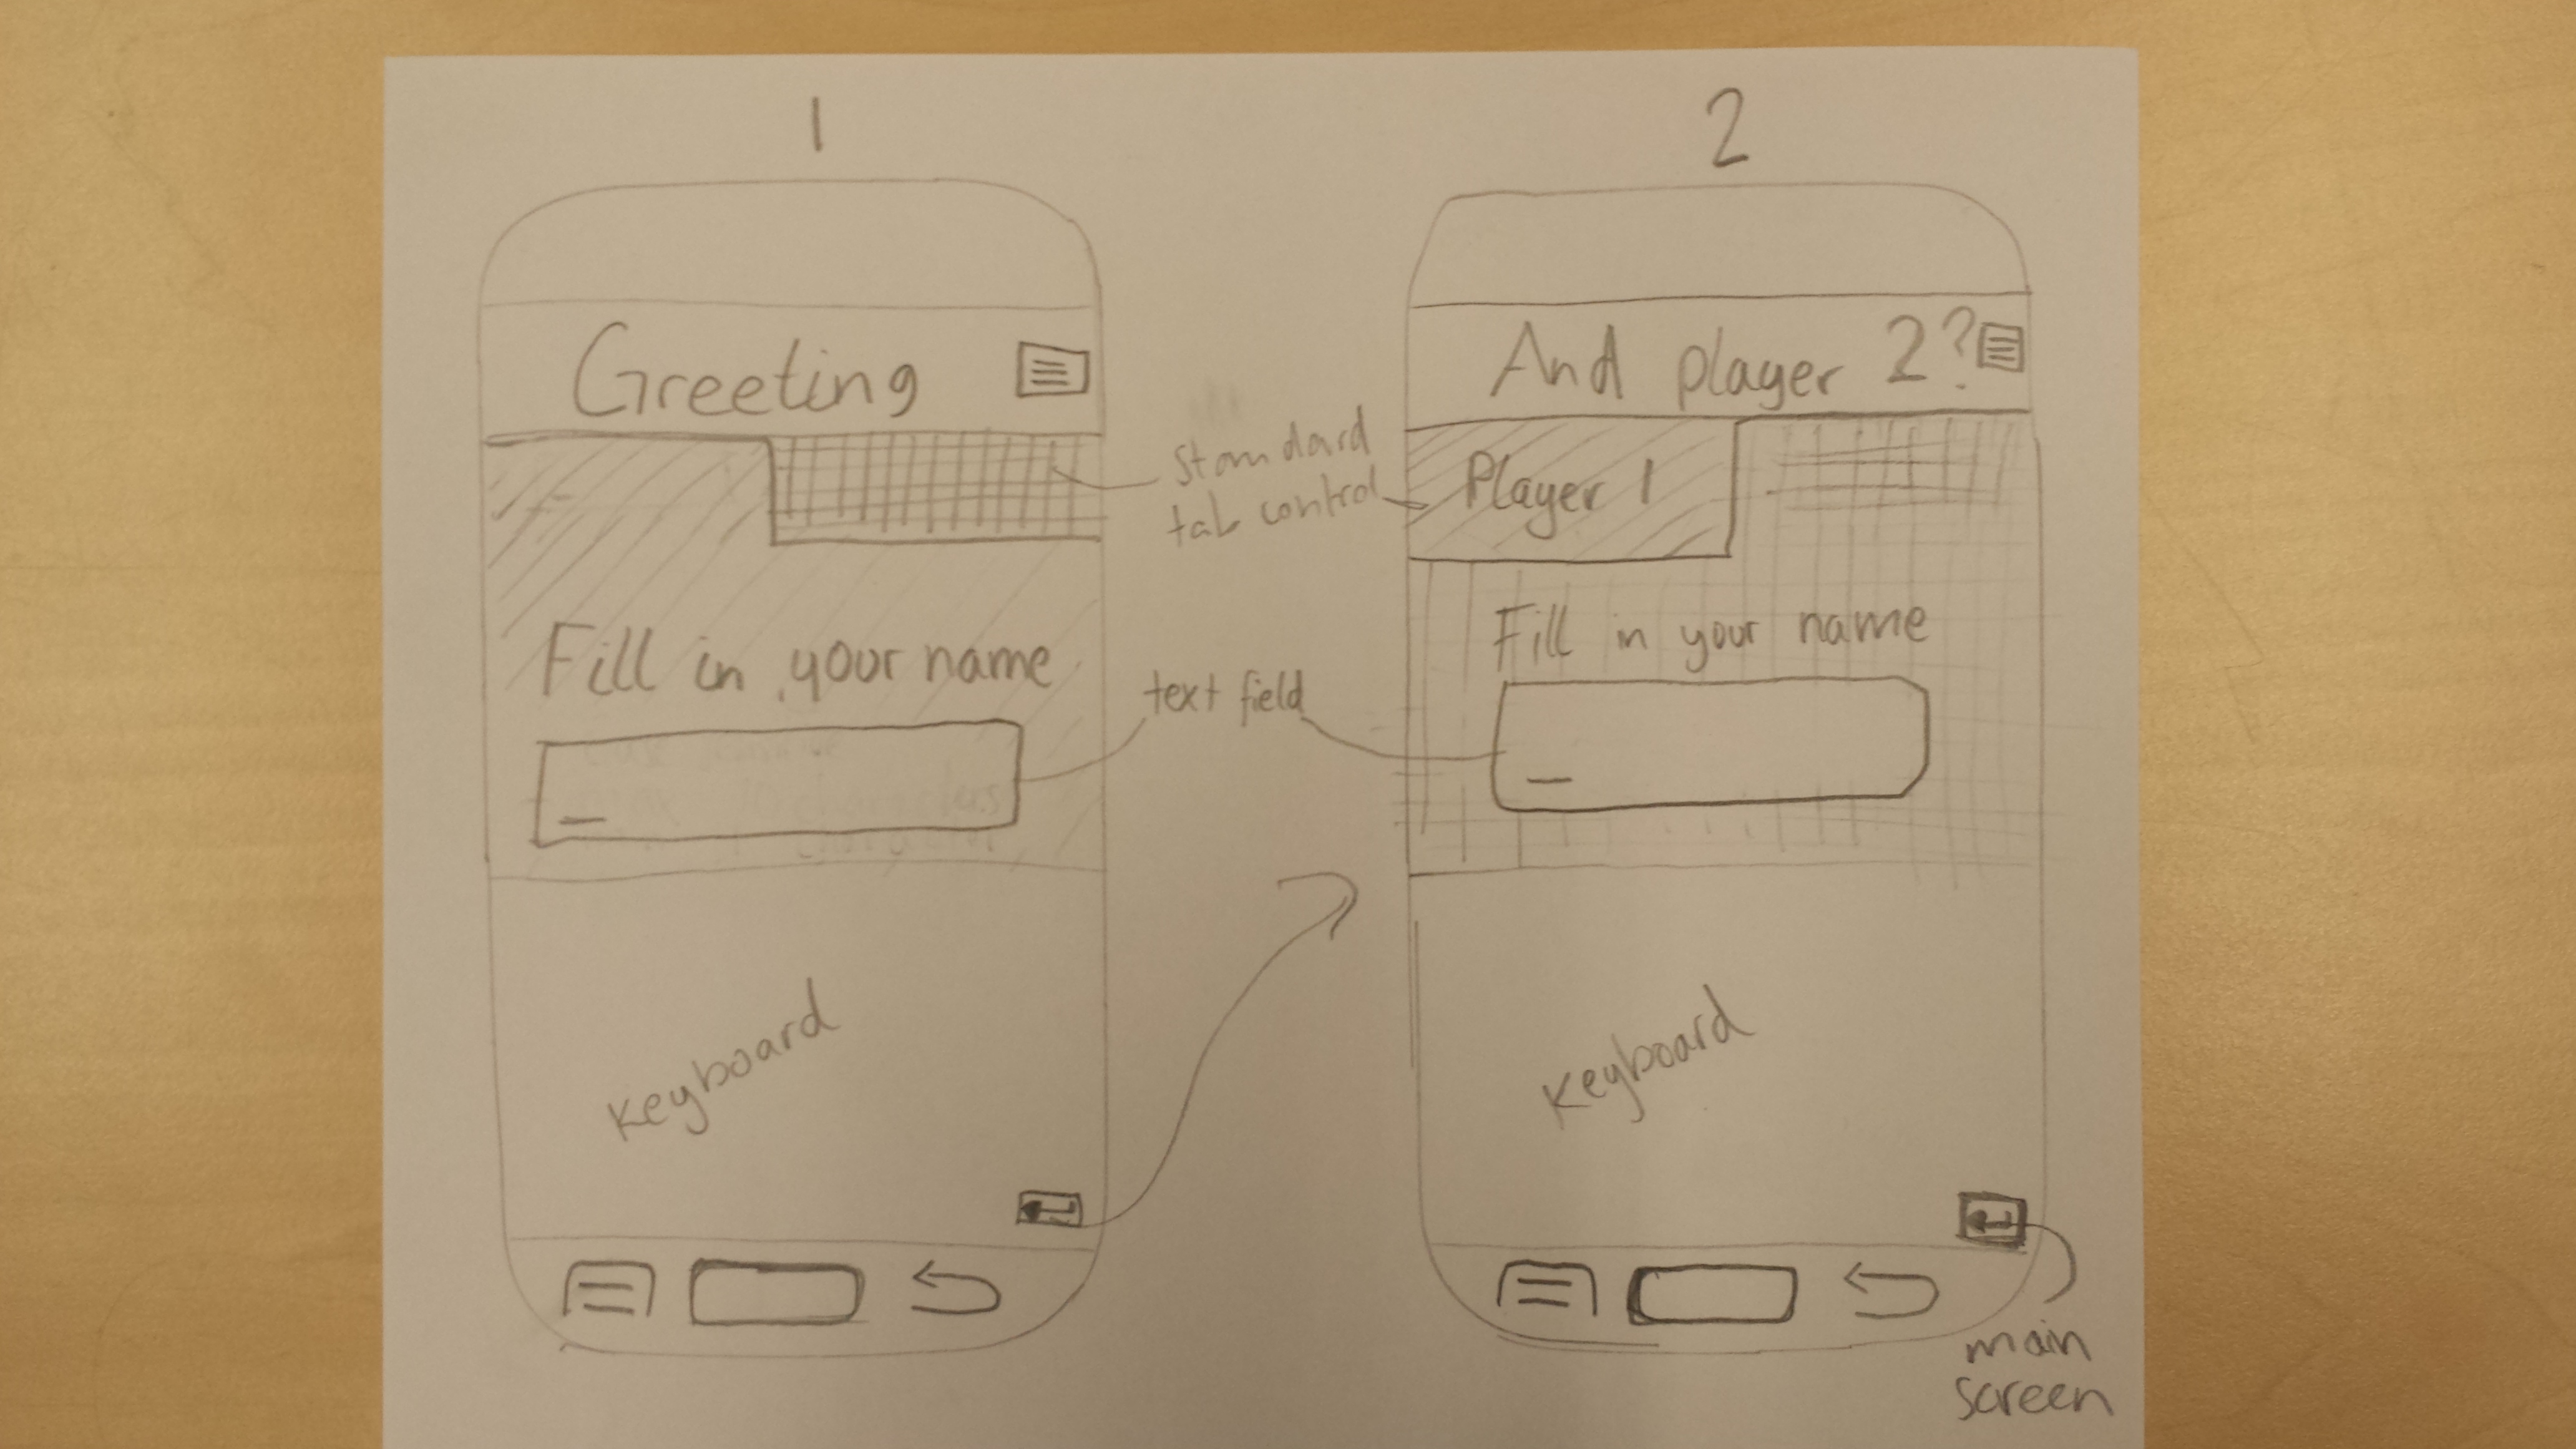 1
Greeting
Fill in your name
Keyboard
standard
tab control
text field
2
And player 2?
Player 1
Fill in your name
Keyboard
main
screen